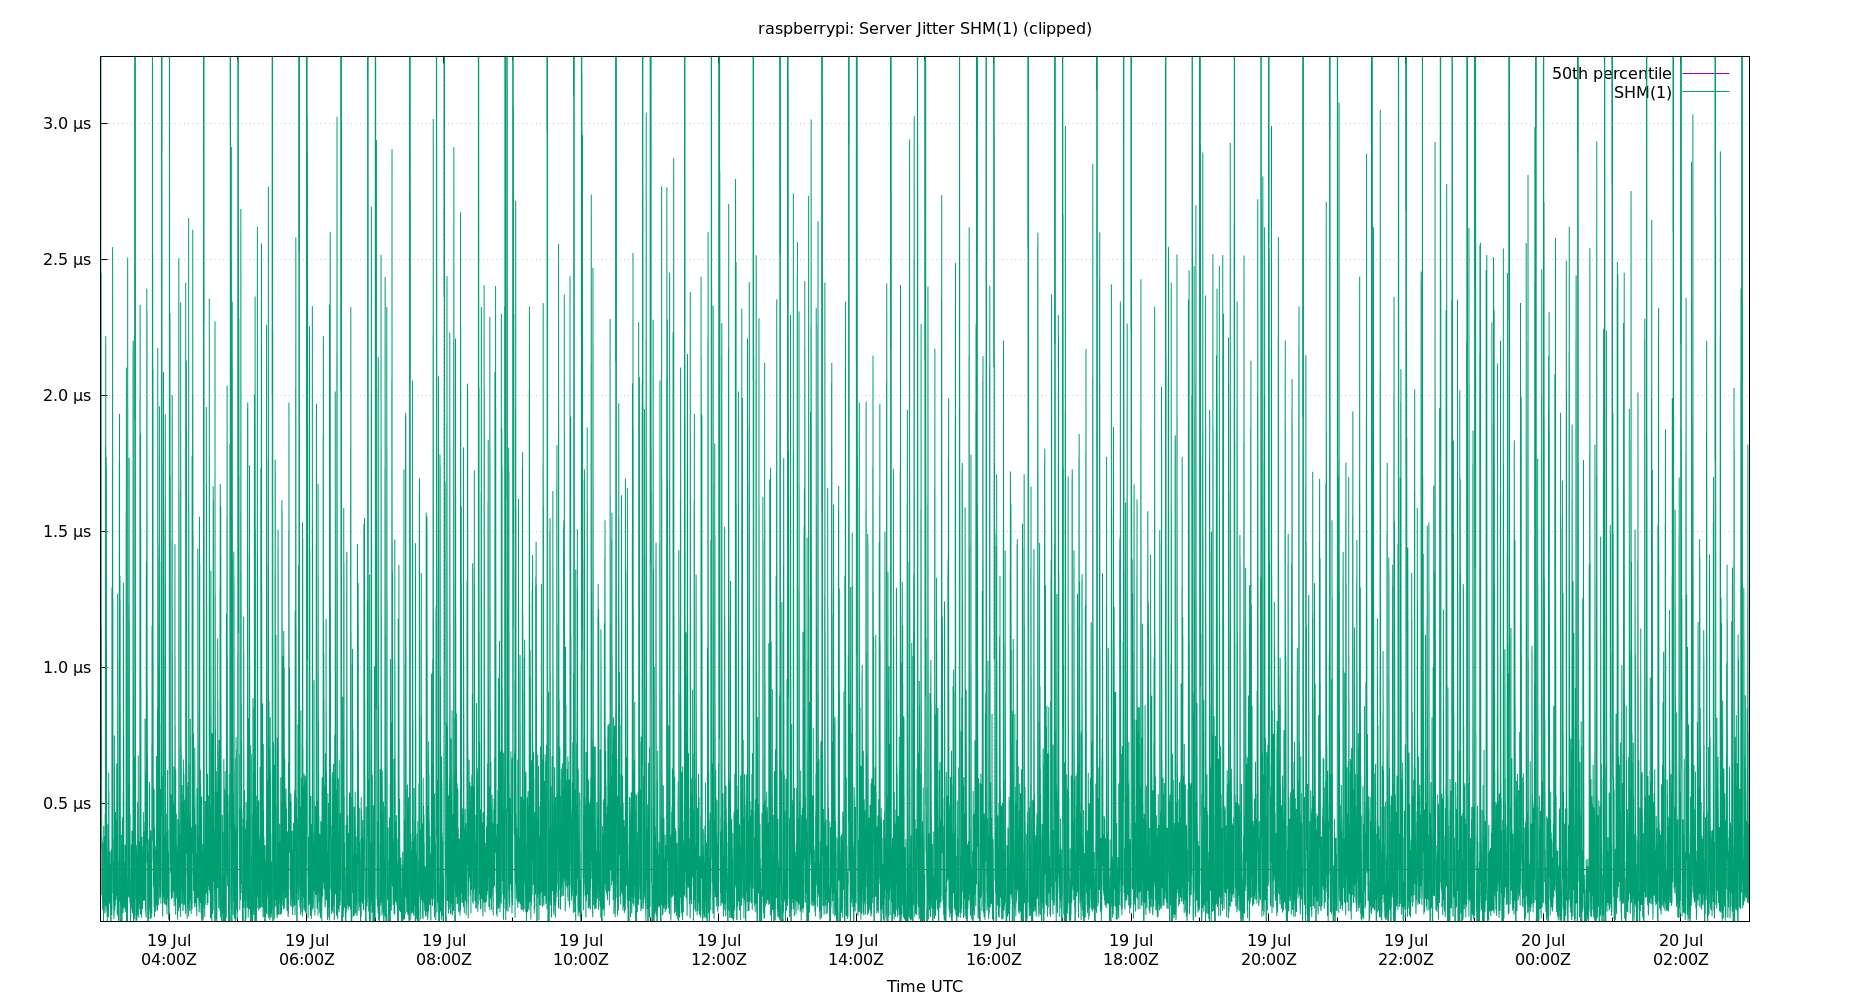 raspberrypi: Server Jitter SHM(1) (clipped)
50th percentile
SHM(1)
3.0 µs
2.5 µs
2.0 µs
1.5 µs
1.0 µs
0.5 µs
19 Jul 19 Jul 19 Jul 19 Jul 19 Jul 19 Jul 19 Jul 19 Jul 19 Jul 19 Jul 20 Jul 20 Jul
04:00Z 06:00Z 08:00Z 10:00Z 12:00Z 14:00Z 16:00Z 18:00Z 20:00Z 22:00Z 00:00Z 02:00Z
Time UTC